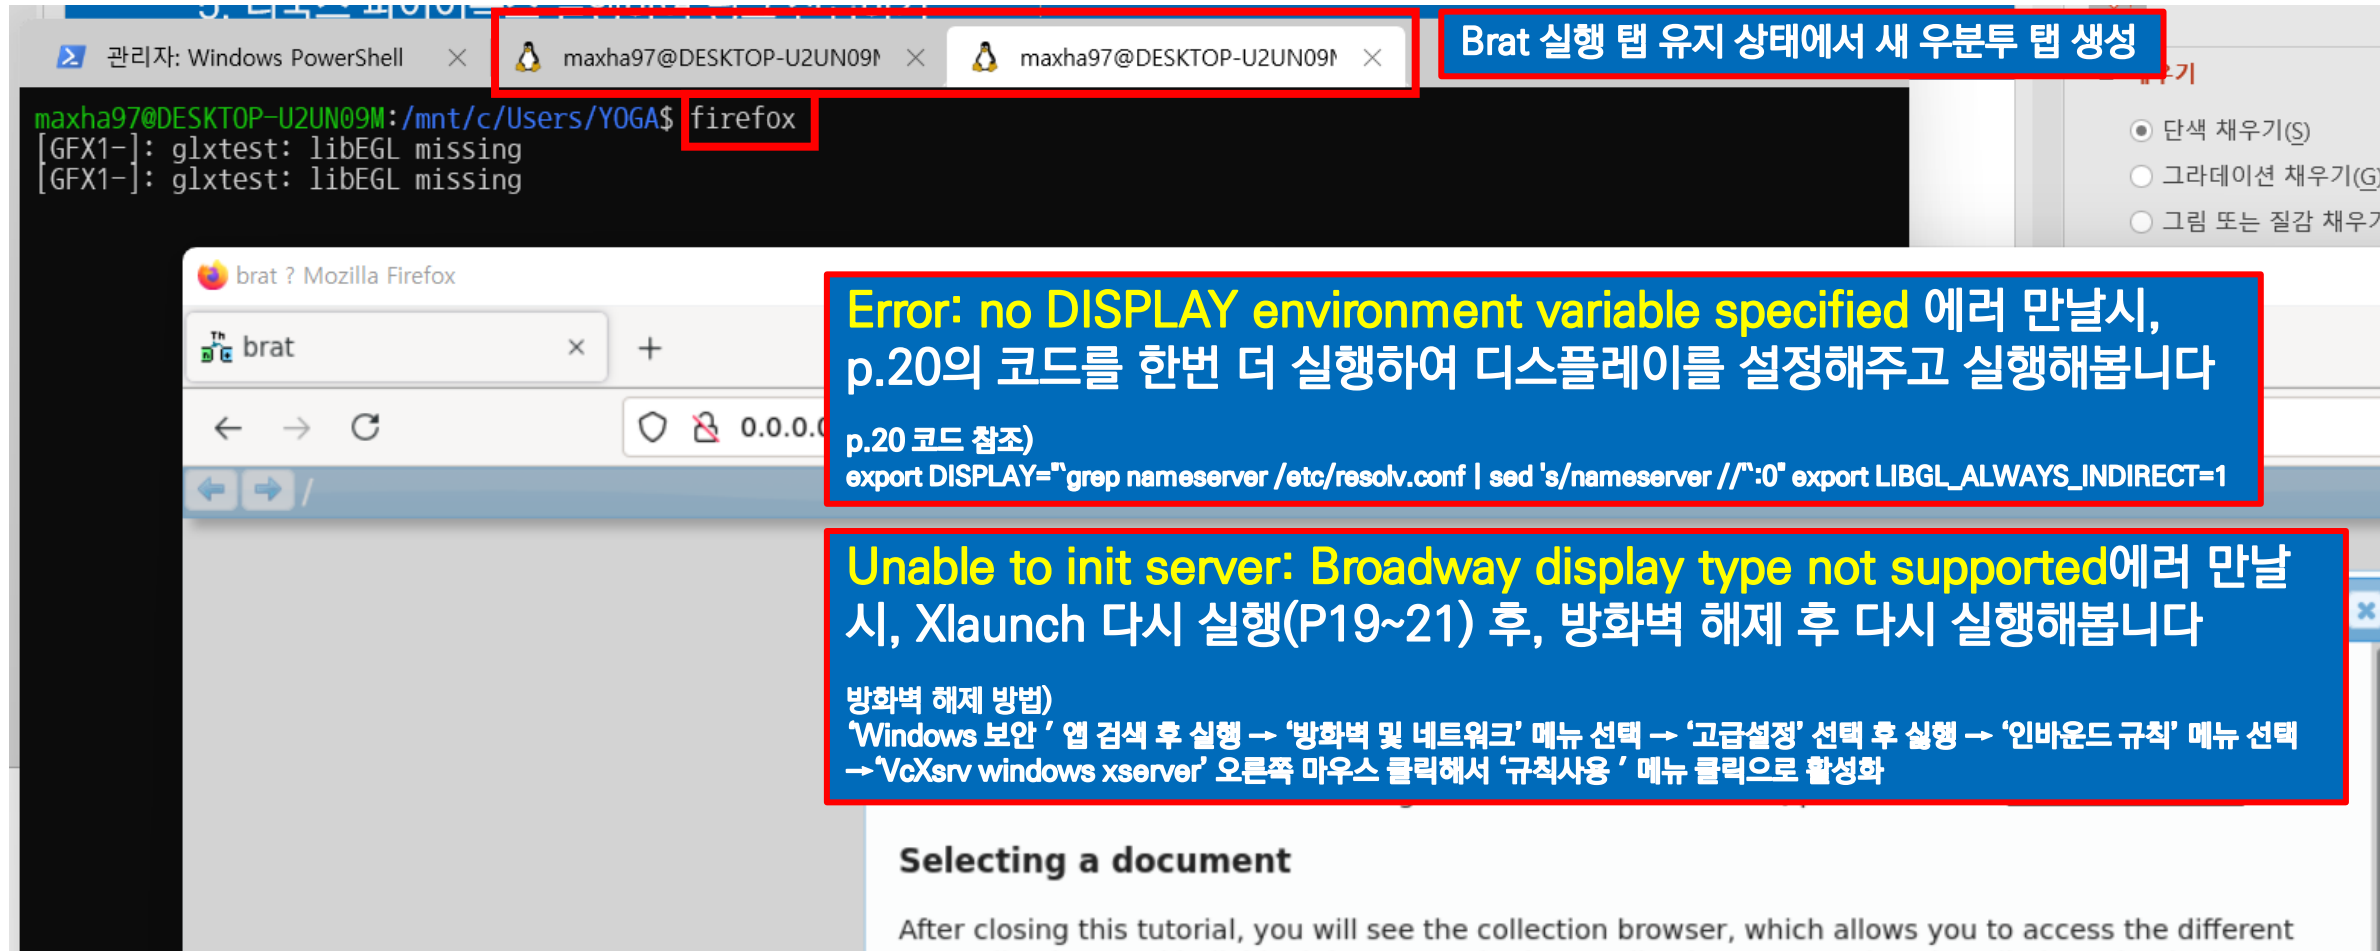 관리자: Windows PowerShell
maxha97@DESKTOP-U2UN09M
maxha97@DESKTOP-U2UN09M
Brat 실행 탭 유지 상태에서 새 우분투 탭 생성
단색 채우기(S)
그라데이션 채우기(G)
그림 또는 질감 채우기
maxha97@DESKTOP-U2UN09M:/mnt/c/Users/YOGA$ firefox
[GFX1-]: glxtest: libEGL missing
[GFX1-]: glxtest: libEGL missing
brat ? Mozilla Firefox
brat
0.0.0.0
/
Error: no DISPLAY environment variable specified 에러 만날시,
p.20의 코드를 한번 더 실행하여 디스플레이를 설정해주고 실행해봅니다
p.20 코드 참조)
export DISPLAY="`grep nameserver /etc/resolv.conf | sed 's/nameserver //'`:0" export LIBGL_ALWAYS_INDIRECT=1
Unable to init server: Broadway display type not supported에러 만날
시, Xlaunch 다시 실행(P19~21) 후, 방화벽 해제 후 다시 실행해봅니다
방화벽 해제 방법)
‘Windows 보안 ’ 앱 검색 후 실행 → ‘방화벽 및 네트워크’ 메뉴 선택 → ‘고급설정’ 선택 후 싫행 → ‘인바운드 규칙’ 메뉴 선택
→‘VcXsrv windows xserver’ 오른쪽 마우스 클릭해서 ‘규칙사용 ’ 메뉴 클릭으로 활성화
Selecting a document
After closing this tutorial, you will see the collection browser, which allows you to access the different